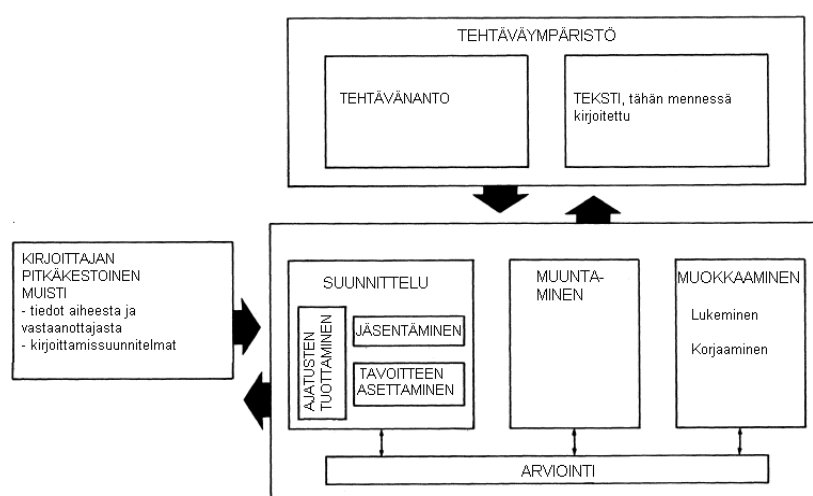 TEHTÄVÄYMPÄRISTÖ
TEHTÄVÄNANTO
TEKSTI, tähän mennessä
kirjoitettu
KIRJOITTAJAN
PITKÄKESTOINEN
MUISTI
- tiedot aiheesta ja
vastaanottajasta
- kirjoittamissuunnitelmat
SUUNNITTELU
AJATUSTEN
TUOTTAMINEN
JÄSENTÄMINEN
TAVOITTEEN
ASETTAMINEN
MUUNTA-
MINEN
MUOKKAAMINEN
Lukeminen
Korjaaminen
ARVIOINTI